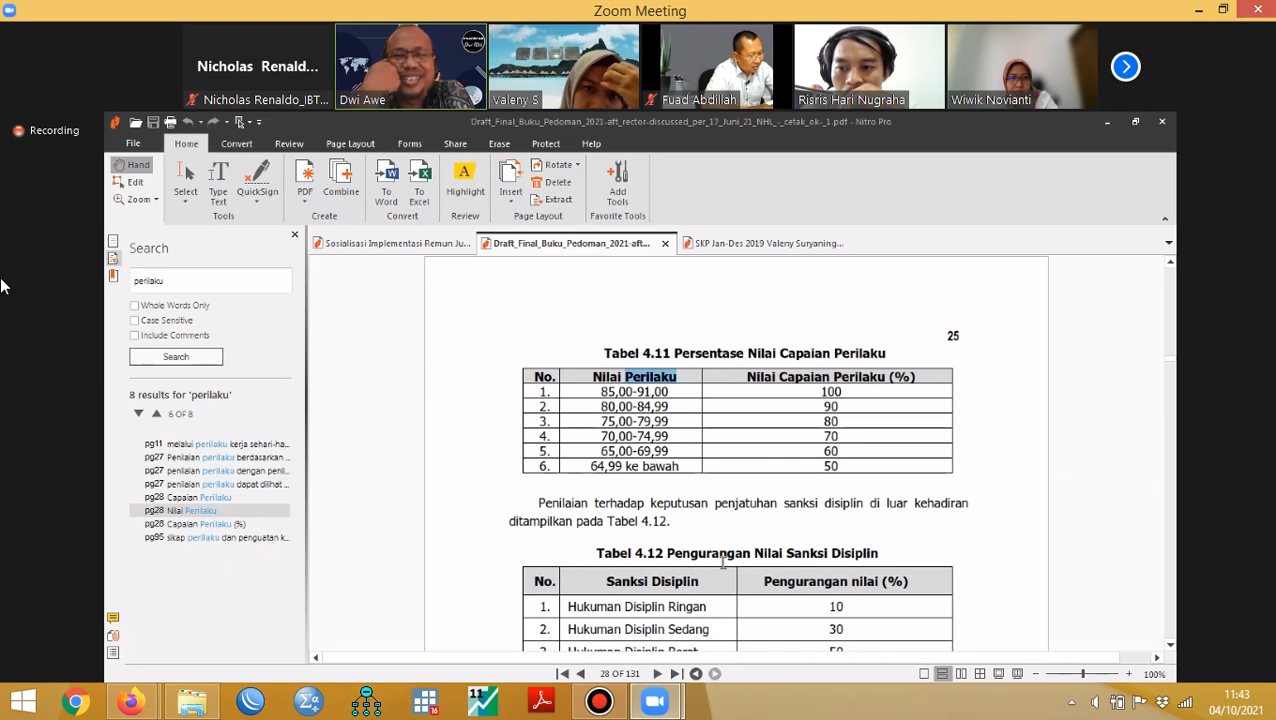 Zoom Meeting
Nicholas Renaldo...
Nicholas Renaldo_IBT...
Dwi Awe
Valeny S
Fuad Abdillah
Risris Hari Nugraha
Wiwik Novianti
Recording
Draft_Final_Buku_Pedoman_2021-aft_rector-discussed_per_17_Juni_21_NHL_-_cetak_ok-_1.pdf - Nitro Pro
File Home Convert Review Page Layout Forms Share Erase Protect Help
Hand
Edit
Zoom
Select
Type Text
QuickSign
Tools
PDF
Combine
Create
To Word
To Excel
Convert
Highlight
Review
Insert
Rotate
Delete
Extract
Page Layout
Add Tools
Favorite Tools
Search
perilaku
Whole Words Only
Case Sensitive
Include Comments
Search
8 results for 'perilaku'
6 OF 8
pg11 melalui perilaku kerja sehari-ha...
pg27 Penilaian perilaku berdasarkan ...
pg27 penilaian perilaku dengan penil...
pg27 penilaian perilaku dapat dilihat ...
pg28 Capaian Perilaku
pg28 Nilai Perilaku
pg28 Capaian Perilaku (%)
pg95 sikap perilaku dan penguatan k...
Sosialisasi Implementasi Remun Ju...
Draft_Final_Buku_Pedoman_2021-aft...
SKP Jan-Des 2019 Valeny Suryaning...
25
Tabel 4.11 Persentase Nilai Capaian Perilaku
No. Nilai Perilaku Nilai Capaian Perilaku (%)
1. 85,00-91,00 100
2. 80,00-84,99 90
3. 75,00-79,99 80
4. 70,00-74,99 70
5. 65,00-69,99 60
6. 64,99 ke bawah 50
Penilaian terhadap keputusan penjatuhan sanksi disiplin di luar kehadiran
ditampilkan pada Tabel 4.12.
Tabel 4.12 Pengurangan Nilai Sanksi Disiplin
No. Sanksi Disiplin Pengurangan nilai (%)
1. Hukuman Disiplin Ringan 10
2. Hukuman Disiplin Sedang 30
3. Hukuman Disiplin Berat 50
28 OF 131
100%
11:43
04/10/2021